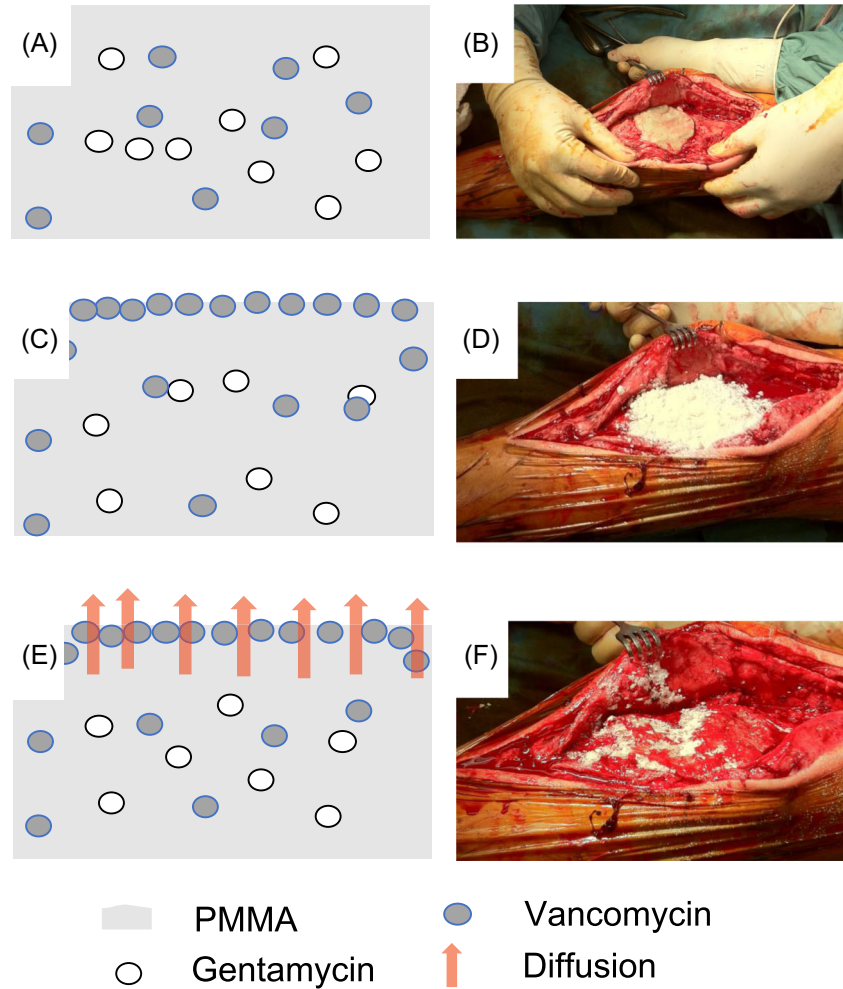 (A)
(B)
(C)
(D)
(E)
(F)
PMMA
Vancomycin
Gentamycin
Diffusion